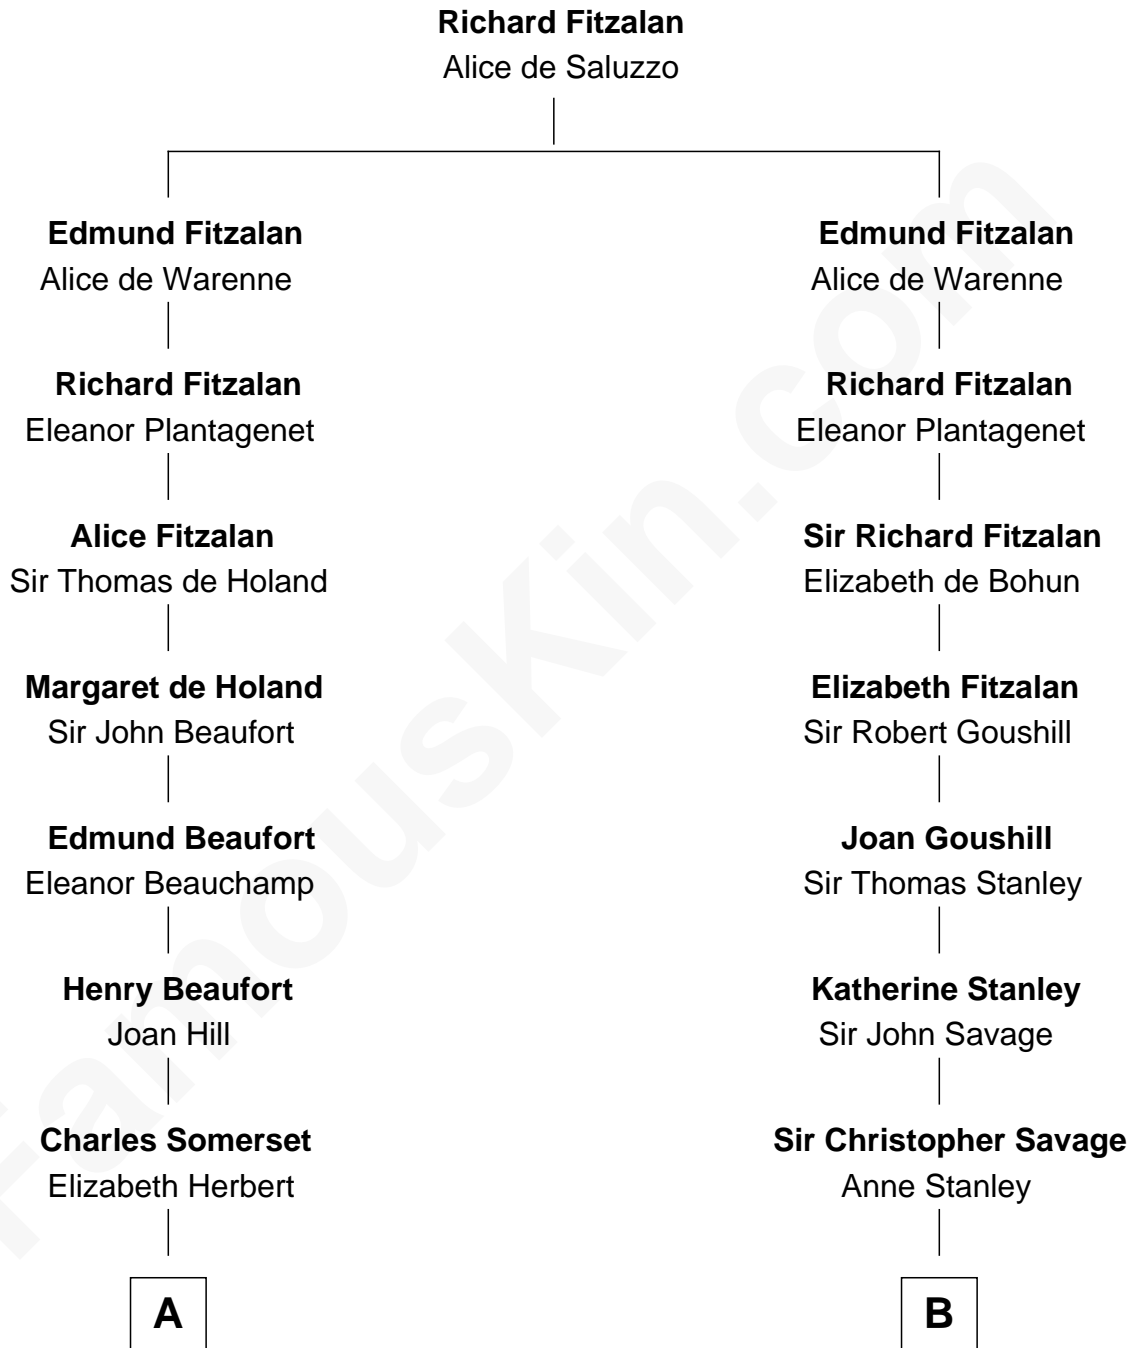 Richard Fitzalan
Alice de Saluzzo
Edmund Fitzalan
Alice de Warenne
Edmund Fitzalan
Alice de Warenne
Richard Fitzalan
Eleanor Plantagenet
Richard Fitzalan
Eleanor Plantagenet
Alice Fitzalan
Sir Thomas de Holand
Sir Richard Fitzalan
Elizabeth de Bohun
Margaret de Holand
Sir John Beaufort
Elizabeth Fitzalan
Sir Robert Goushill
Edmund Beaufort
Eleanor Beauchamp
Joan Goushill
Sir Thomas Stanley
Henry Beaufort
Joan Hill
Katherine Stanley
Sir John Savage
Charles Somerset
Elizabeth Herbert
Sir Christopher Savage
Anne Stanley
A
B
FamousKin.com